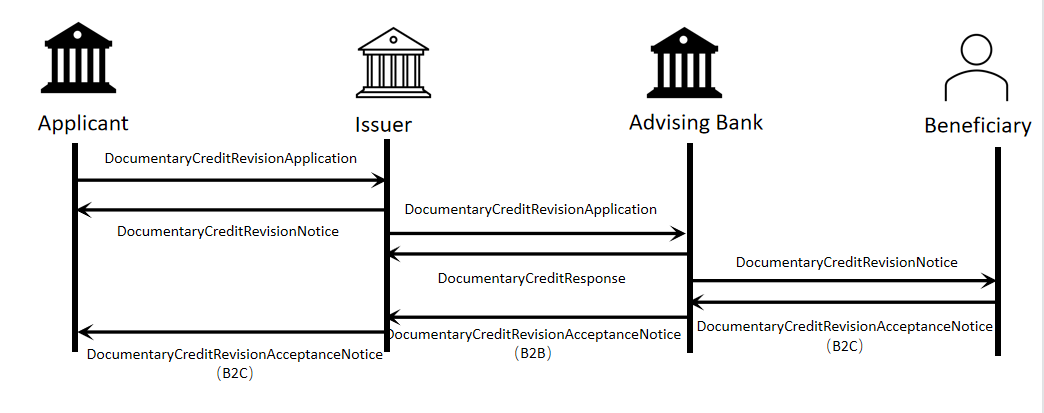 Applicant
Issuer
Advising Bank
Beneficiary
DocumentaryCreditRevisionApplication
DocumentaryCreditRevisionNotice
DocumentaryCreditRevisionApplication
DocumentaryCreditResponse
DocumentaryCreditRevisionNotice
DocumentaryCreditRevisionAcceptanceNotice
（B2C）
DocumentaryCreditRevisionAcceptanceNotice
（B2B）
DocumentaryCreditRevisionAcceptanceNotice
（B2C）